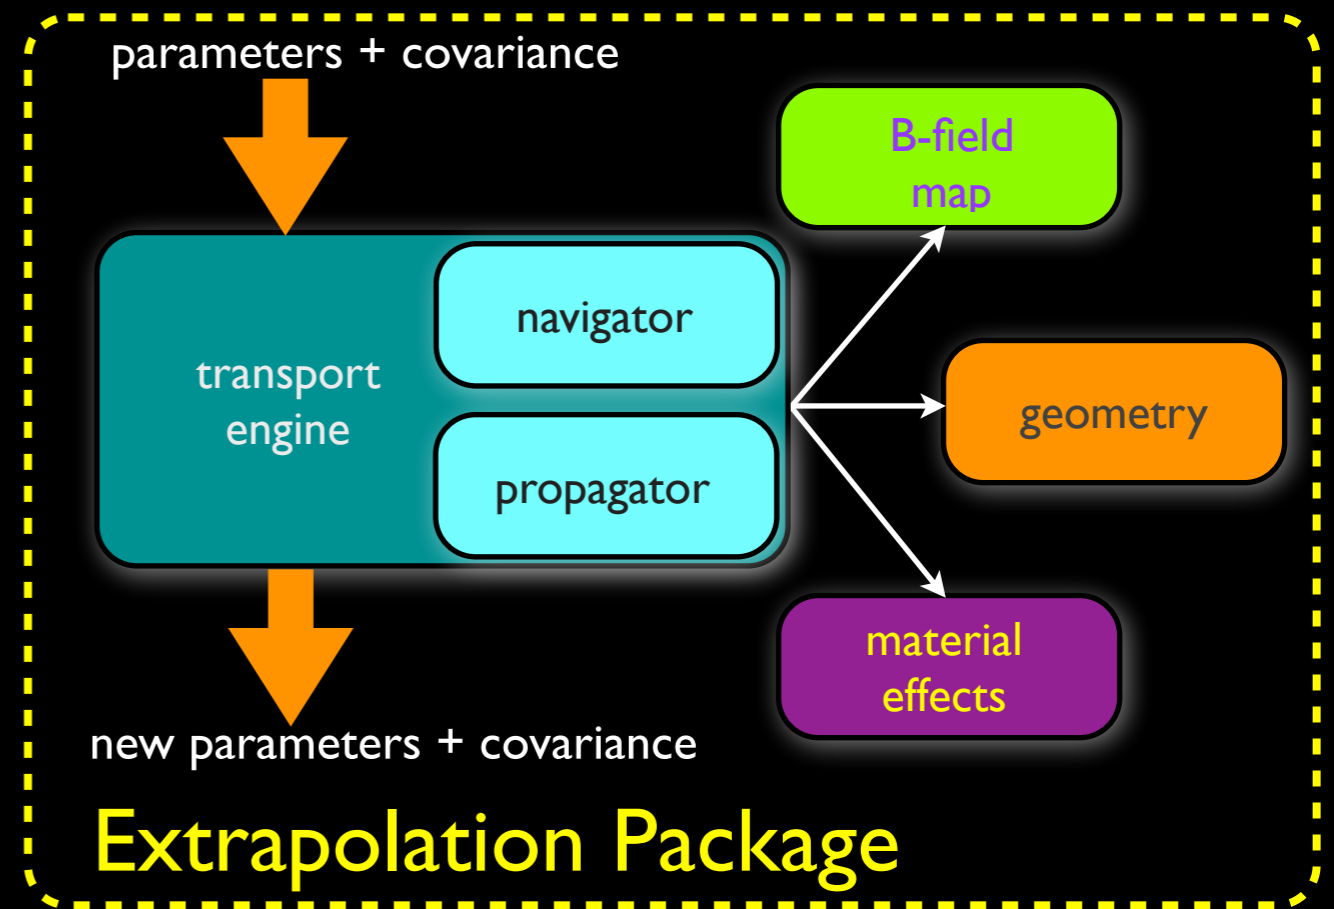 parameters + covariance
B-field
map
navigator
transport
engine
geometry
propagator
material
effects
new parameters + covariance
Extrapolation Package